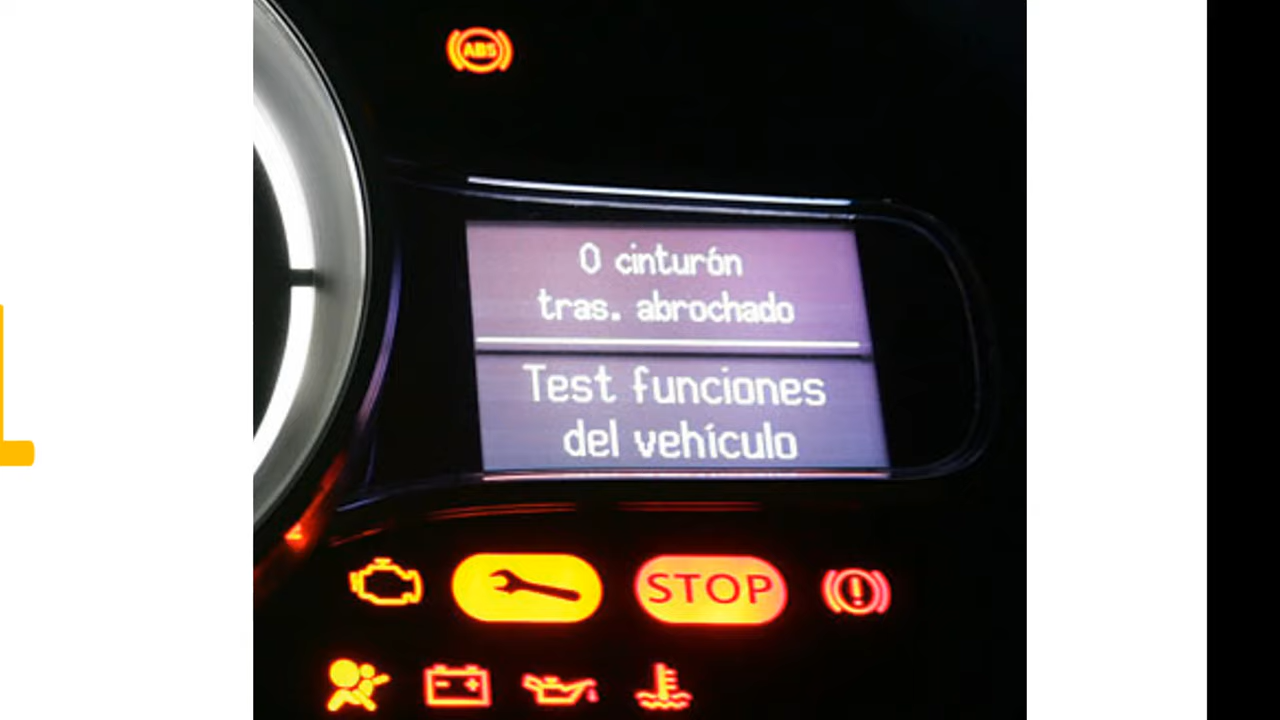 ABS
0 cinturón
tras. abrochado
Test funciones
del vehículo
STOP